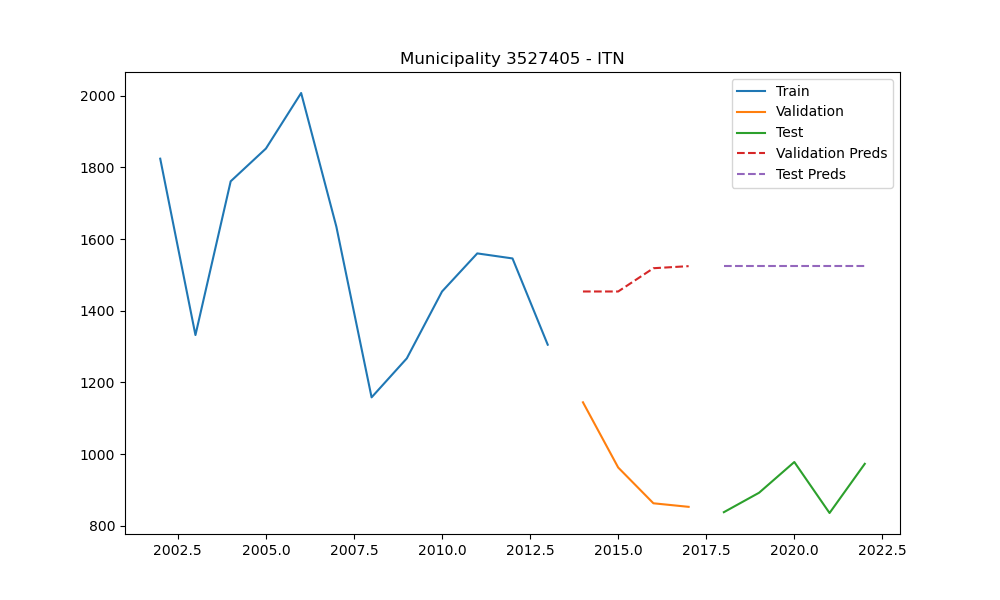 Municipality 3527405 - ITN
2000
1800
1600
1400
1200
1000
800
2002.5 2005.0 2007.5 2010.0 2012.5 2015.0 2017.5 2020.0 2022.5
Train
Validation
Test
Validation Preds
Test Preds